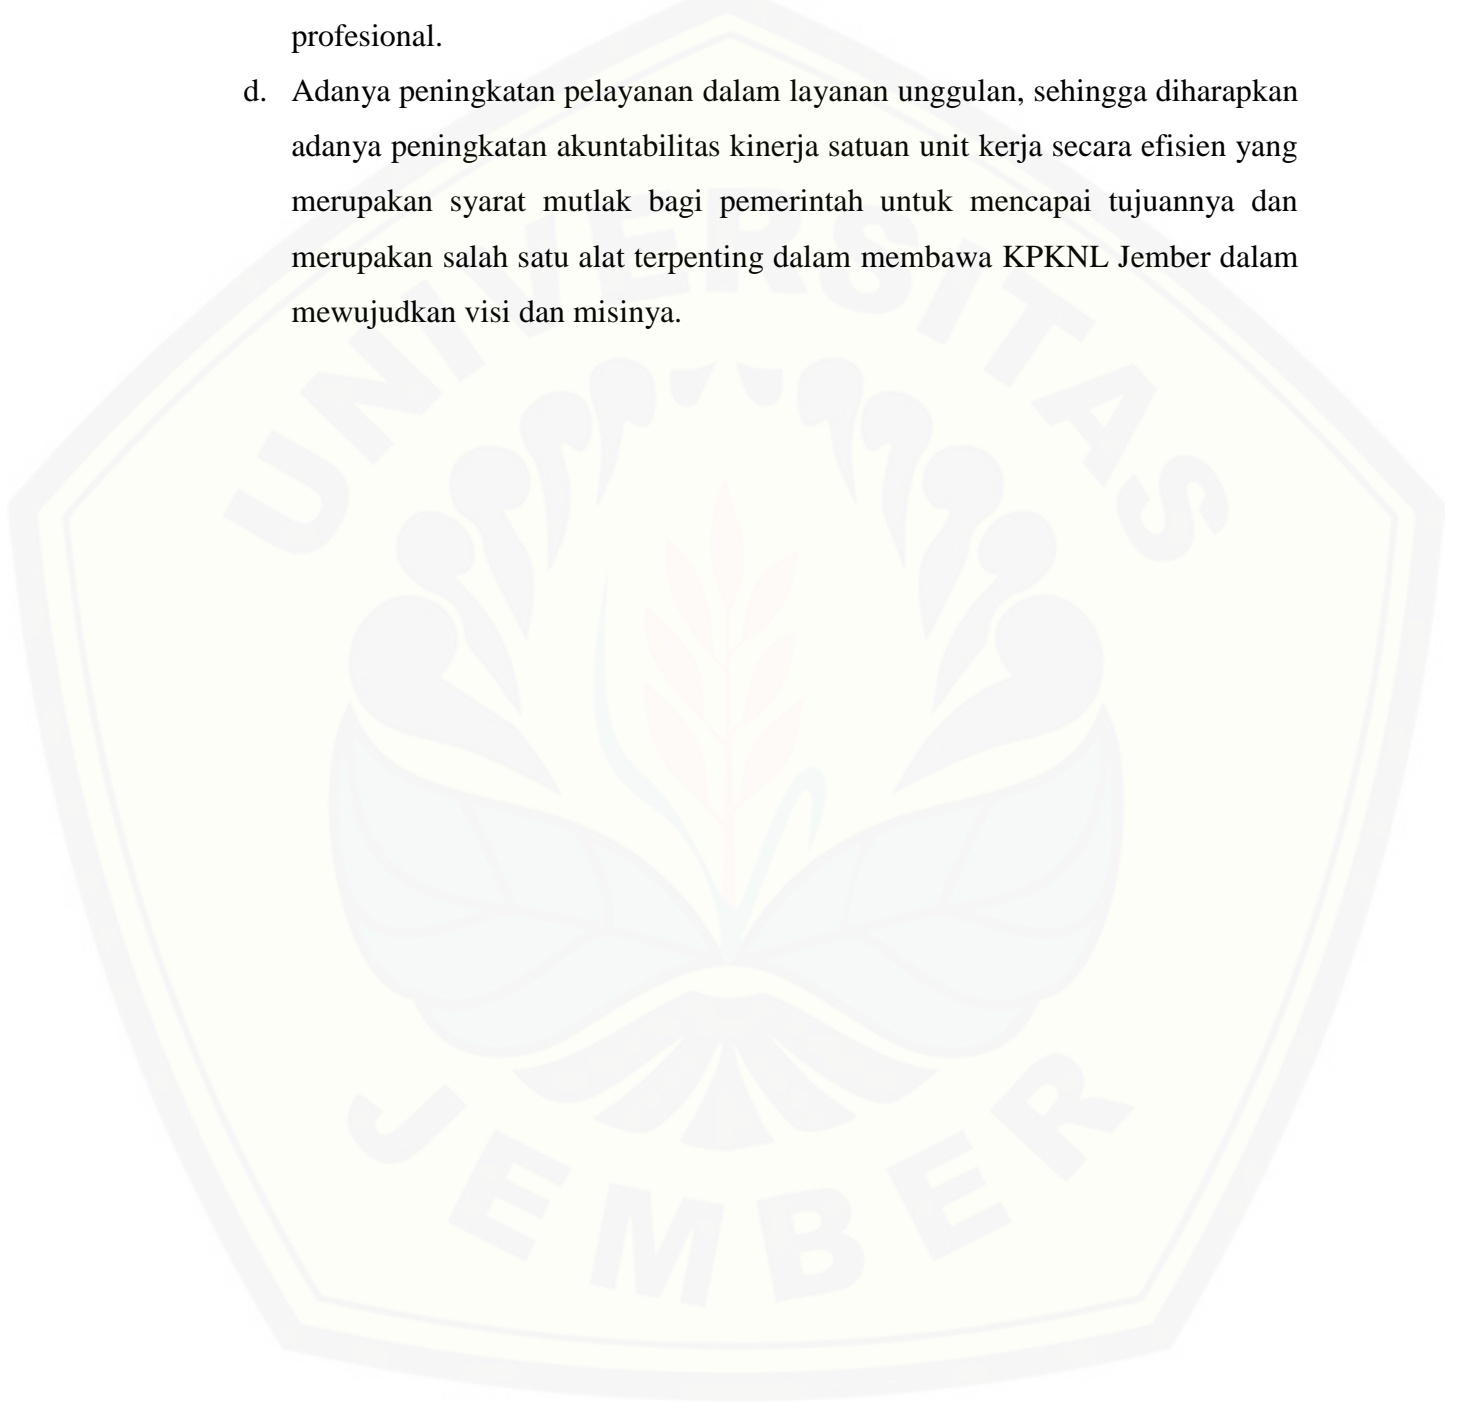 profesional.
d. Adanya peningkatan pelayanan dalam layanan unggulan, sehingga diharapkan
adanya peningkatan akuntabilitas kinerja satuan unit kerja secara efisien yang
merupakan syarat mutlak bagi pemerintah untuk mencapai tujuannya dan
merupakan salah satu alat terpenting dalam membawa KPKNL Jember dalam
mewujudkan visi dan misinya.
UNIVERSITAS
JEMBER